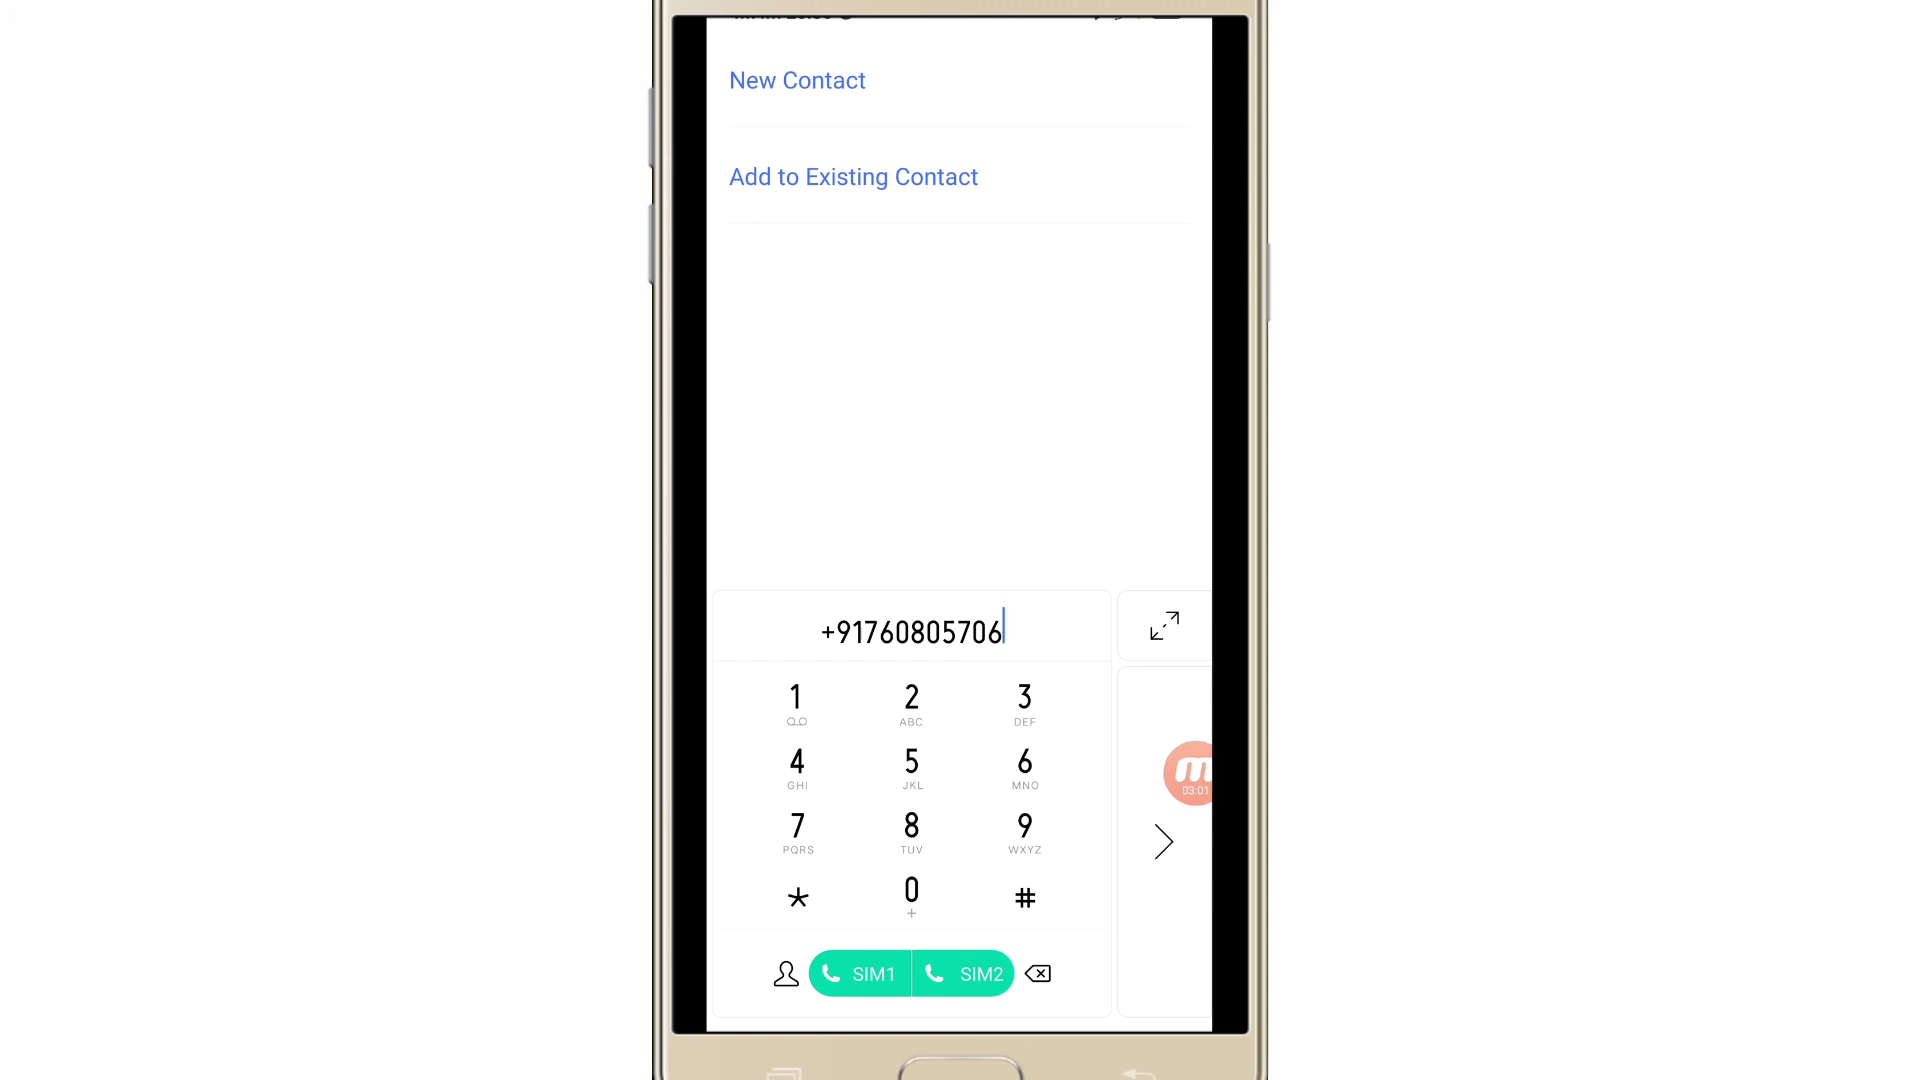 New Contact
Add to Existing Contact
+91760805706
1 2 3
ABC DEF
4 5 6
GHI JKL MNO
7 8 9
PQRS TUV WXYZ
* 0 #
+
m
03:01
SIM1 SIM2